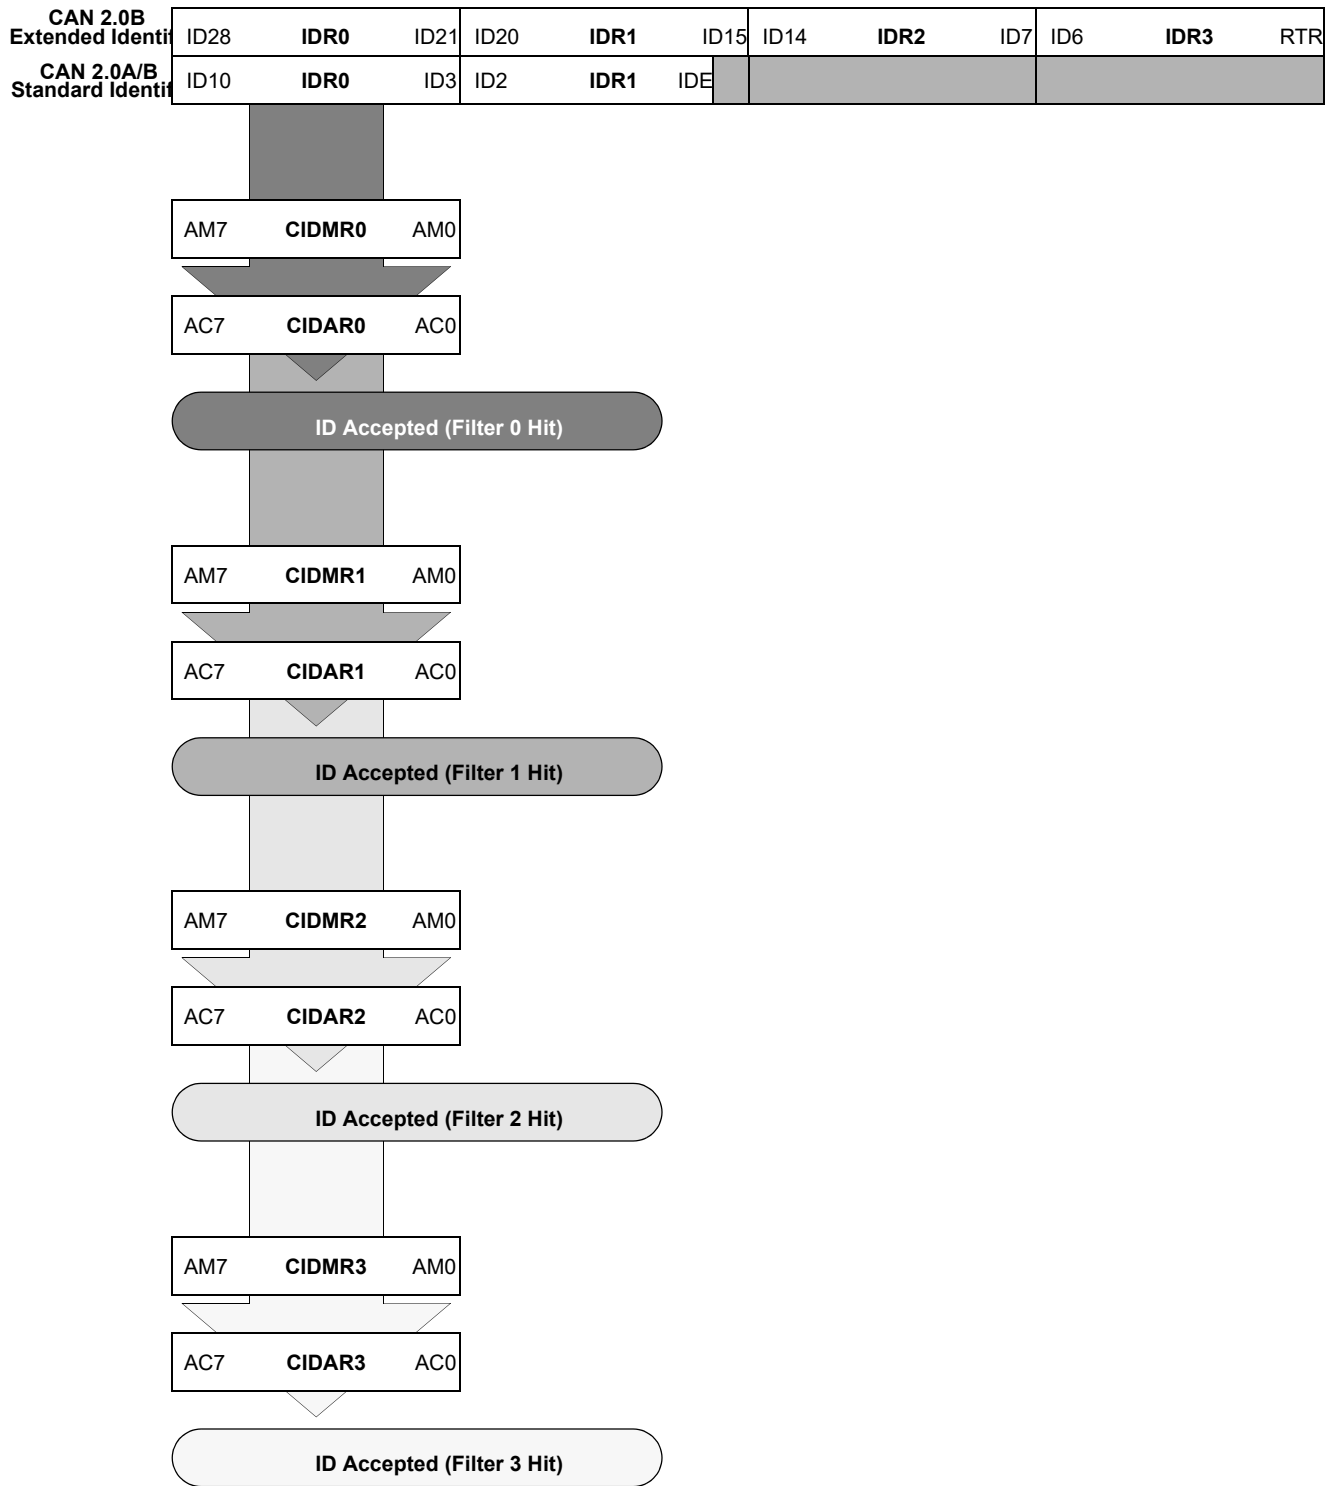 CAN 2.0B
Extended Identif
ID28 IDR0 ID21 ID20 IDR1 ID15 ID14 IDR2 ID7 ID6 IDR3 RTR
CAN 2.0A/B
Standard Identif
ID10 IDR0 ID3 ID2 IDR1 IDE
AM7 CIDMR0 AM0
AC7 CIDAR0 AC0
ID Accepted (Filter 0 Hit)
AM7 CIDMR1 AM0
AC7 CIDAR1 AC0
ID Accepted (Filter 1 Hit)
AM7 CIDMR2 AM0
AC7 CIDAR2 AC0
ID Accepted (Filter 2 Hit)
AM7 CIDMR3 AM0
AC7 CIDAR3 AC0
ID Accepted (Filter 3 Hit)